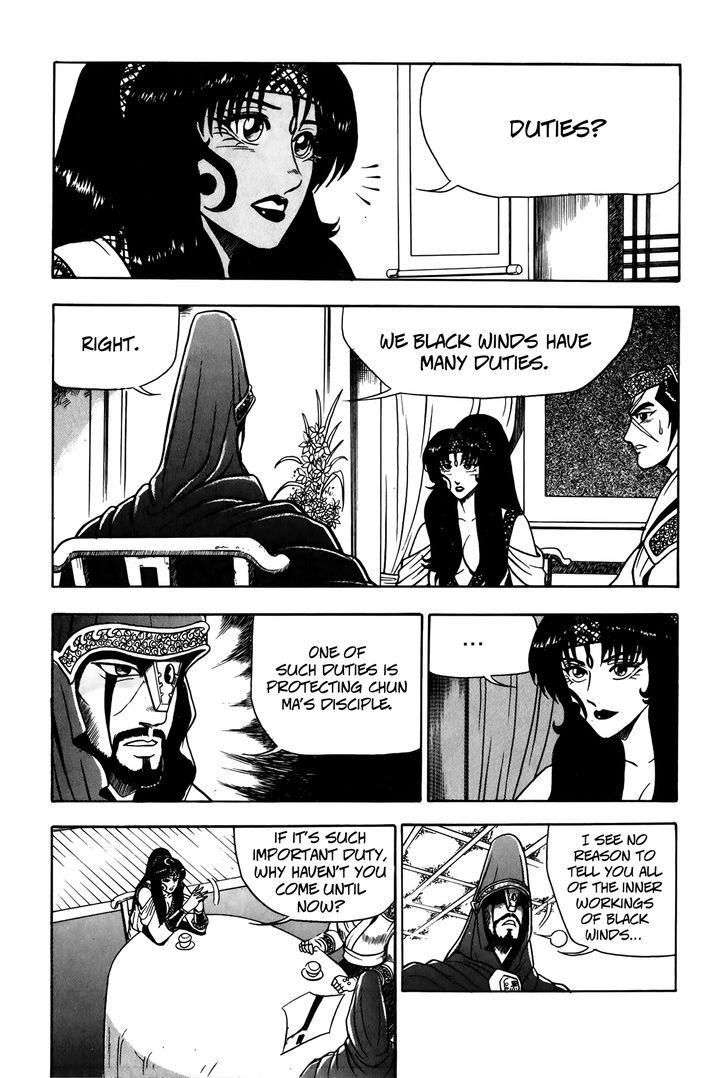 DUTIES?
RIGHT.
WE BLACK WINDS HAVE
MANY DUTIES.
ONE OF
SUCH DUTIES IS
PROTECTING CHUN
MA'S DISCIPLE.
...
IF IT'S SUCH
IMPORTANT DUTY,
WHY HAVEN'T YOU
COME UNTIL
NOW?
I SEE NO
REASON TO
TELL YOU ALL
OF THE INNER
WORKINGS
OF BLACK
WINDS...